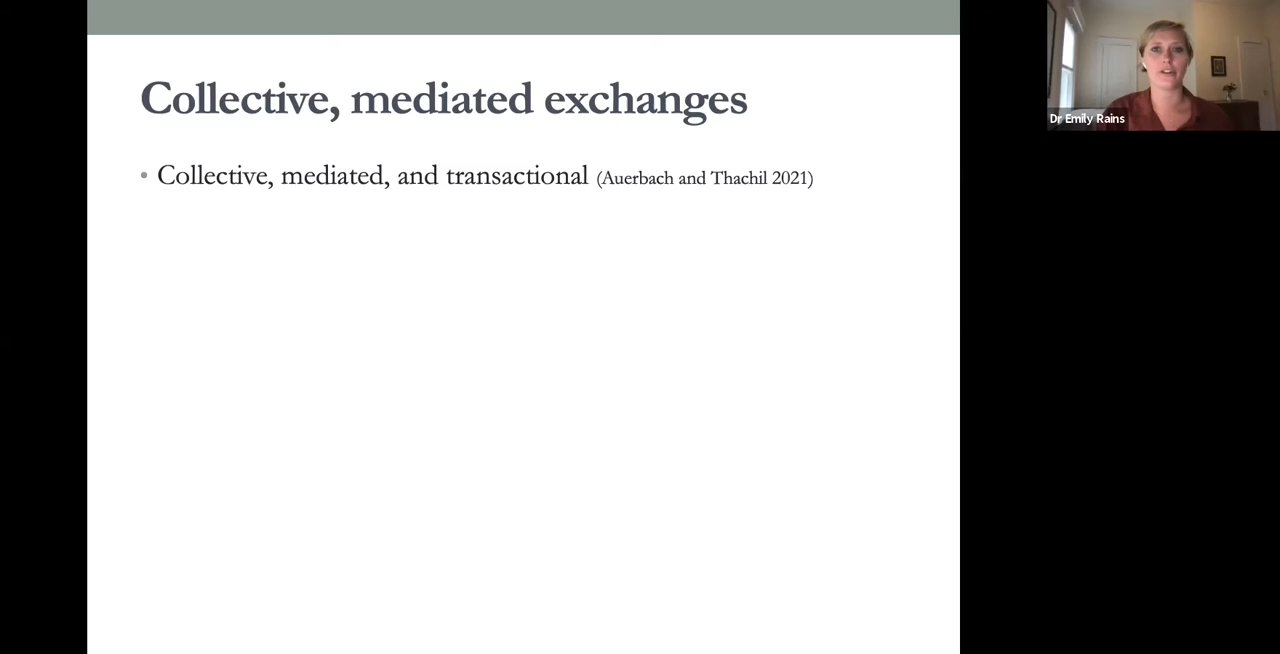 Collective, mediated exchanges
• Collective, mediated, and transactional (Auerbach and Thachil 2021)
Dr Emily Rains